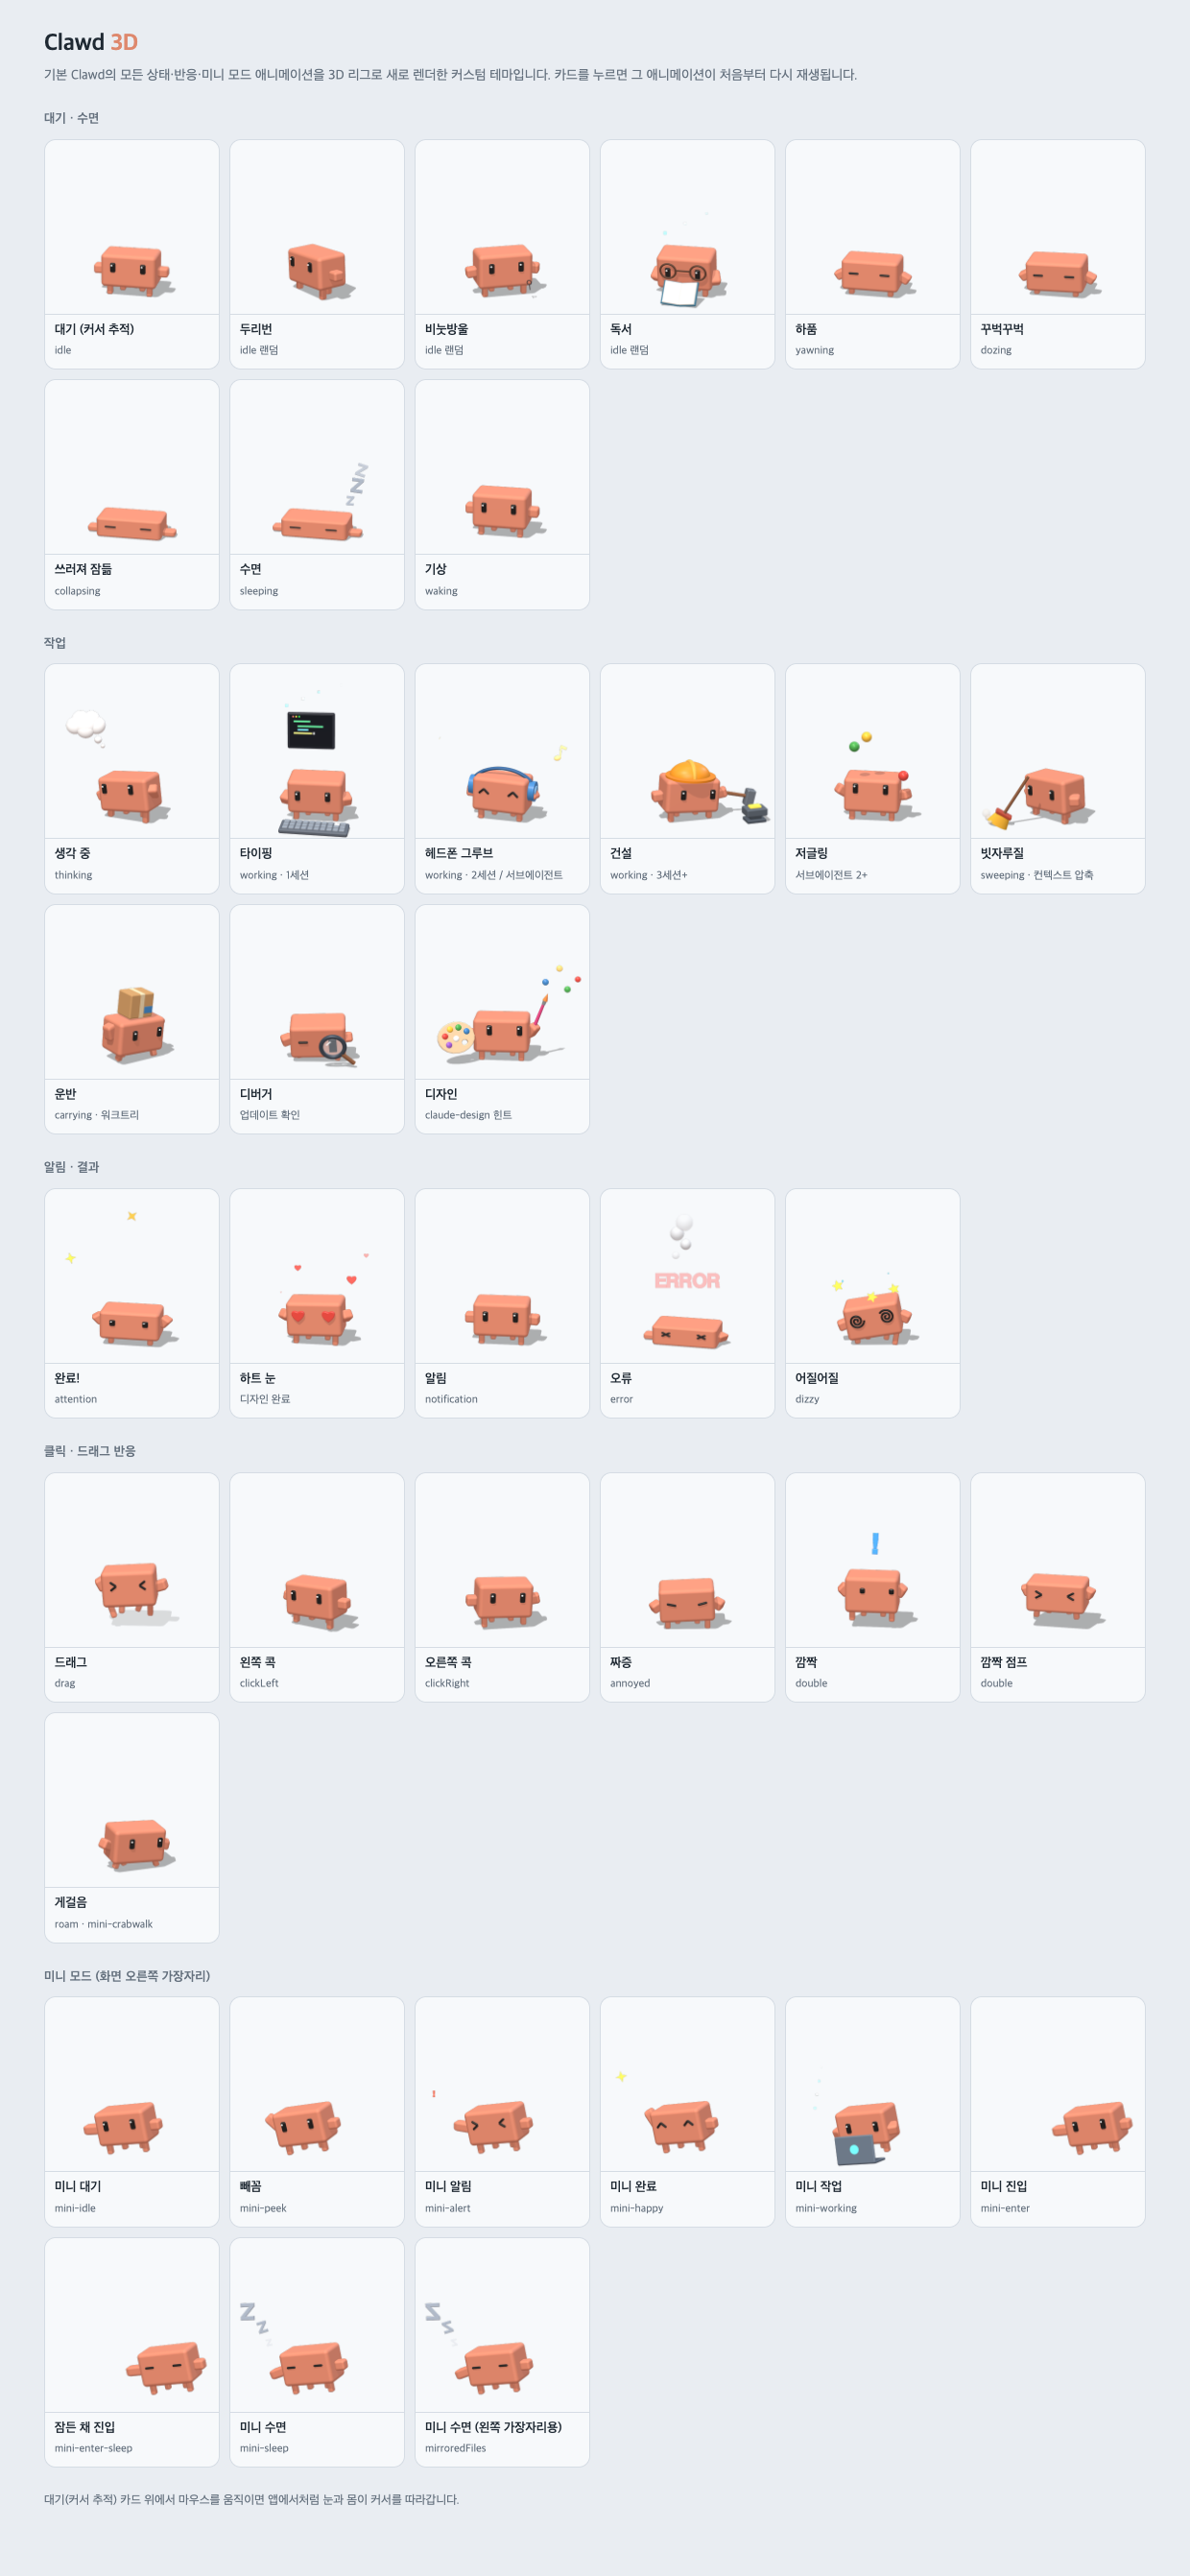 Clawd 3D
기본 Clawd의 모든 상태·반응·미니 모드 애니메이션을 3D 리그로 새로 렌더한 커스텀 테마입니다. 카드를 누르면 그 애니메이션이 처음부터 다시 재생됩니다.
대기 · 수면
대기 (커서 추적)
idle
두리번
idle 랜덤
비눗방울
idle 랜덤
독서
idle 랜덤
하품
yawning
꾸벅꾸벅
dozing
쓰러져 잠듦
collapsing
z z z
수면
sleeping
기상
waking
작업
생각 중
thinking
타이핑
working · 1세션
헤드폰 그루브
working · 2세션 / 서브에이전트
건설
working · 3세션+
저글링
서브에이전트 2+
빗자루질
sweeping · 컨텍스트 압축
운반
carrying · 워크트리
디버거
업데이트 확인
디자인
claude-design 힌트
알림 · 결과
완료!
attention
하트 눈
디자인 완료
알림
notification
ERROR
오류
error
어질어질
dizzy
클릭 · 드래그 반응
드래그
drag
왼쪽 콕
clickLeft
오른쪽 콕
clickRight
짜증
annoyed
!
깜짝
double
깜짝 점프
double
게걸음
roam · mini-crabwalk
미니 모드 (화면 오른쪽 가장자리)
미니 대기
mini-idle
빼꼼
mini-peek
!
미니 알림
mini-alert
미니 완료
mini-happy
미니 작업
mini-working
미니 진입
mini-enter
잠든 채 진입
mini-enter-sleep
Z z z
미니 수면
mini-sleep
미니 수면 (왼쪽 가장자리용)
mirroredFiles
대기(커서 추적) 카드 위에서 마우스를 움직이면 앱에서처럼 눈과 몸이 커서를 따라갑니다.